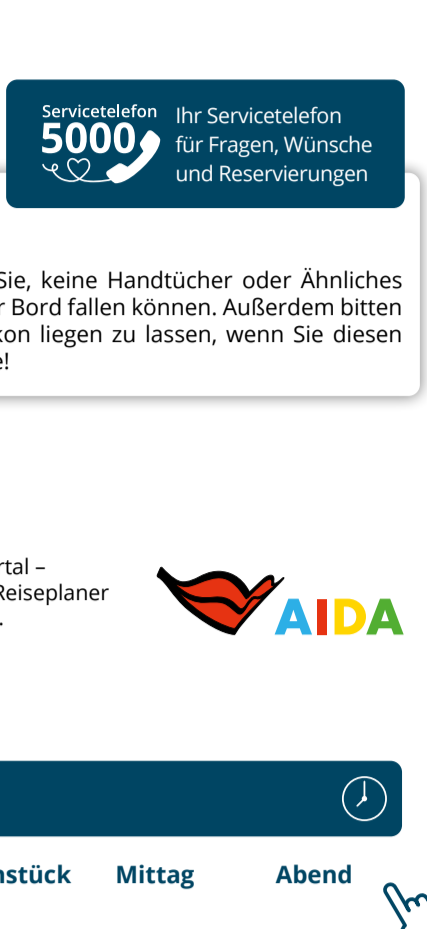 Servicetelefon
5000
Ihr Servicetelefon
für Fragen, Wünsche
und Reservierungen
Sie, keine Handtücher oder Ähnliches
r Bord fallen können. Außerdem bitten
kon liegen zu lassen, wenn Sie diesen
e!
rtal –
Reiseplaner
.
AIDA
nstück Mittag Abend